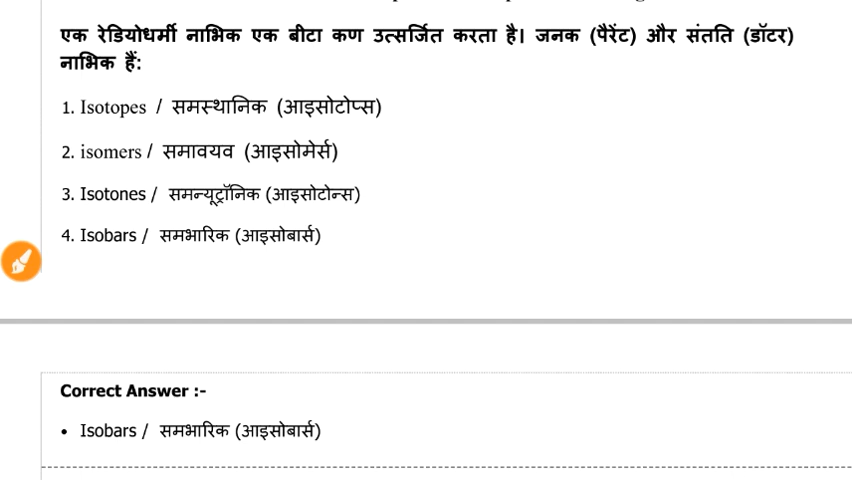 एक रेडियोधर्मी नाभिक एक बीटा कण उत्सर्जित करता है। जनक (पैरेंट) और संतति (डॉटर)
नाभिक हैं:
1. Isotopes / समस्थानिक (आइसोटोप्स)
2. isomers / समावयव (आइसोमेर्स)
3. Isotones / समन्यूट्रॉनिक (आइसोटोन्स)
4. Isobars / समभारिक (आइसोबार्स)
Correct Answer :-
• Isobars / समभारिक (आइसोबार्स)